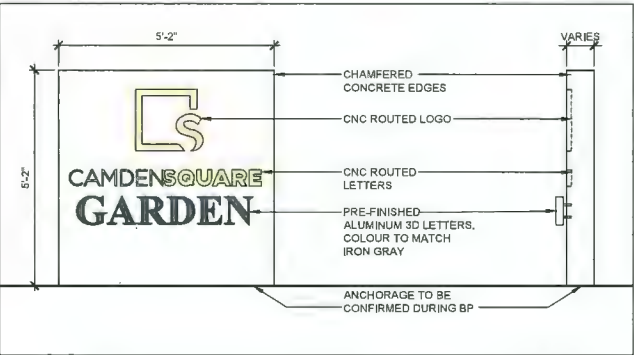 5'-2"
VARIES
CHAMFERED
CONCRETE EDGES
5'-2"
S
CNC ROUTED LOGO
CAMDENSQUARE
GARDEN
CNC ROUTED
LETTERS
PRE-FINISHED
ALUMINUM 3D LETTERS,
COLOUR TO MATCH
IRON GRAY
ANCHORAGE TO BE
CONFIRMED DURING BP